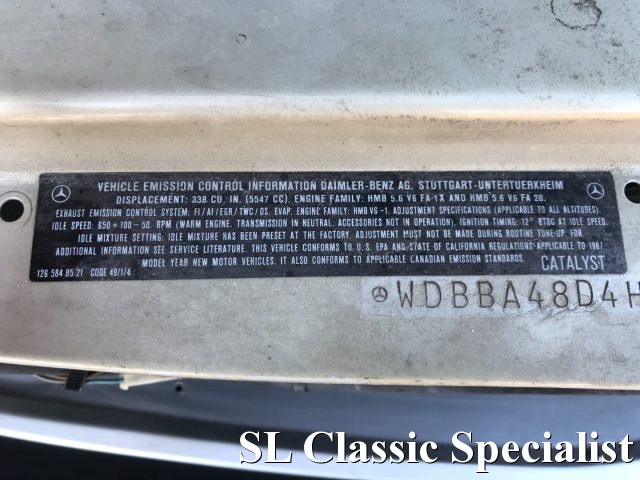 VEHICLE EMISSION CONTROL INFORMATION DAIMLER-BENZ AG. STUTTGART-UNTERTUERKHEIM
DISPLACEMENT: 338 CU. IN. (5547 CC). ENGINE FAMILY: HMB 5.6 V6 FA 1X AND HMB 5.6 V6 FA 20.
EXHAUST EMISSION CONTROL SYSTEM: FI/AI/EGR/TWC/OS. EVAP. ENGINE FAMILY: HMB V6-1. ADJUSTMENT SPECIFICATIONS (APPLICABLE TO ALL ALTITUDES).
IDLE SPEED: 650 + 100 - 50. RPM (WARM ENGINE. TRANSMISSION IN NEUTRAL. ACCESSORIES NOT IN OPERATION). IGNITION TIMING: 12° BTDC AT IDLE SPEED.
IDLE MIXTURE SETTING: IDLE MIXTURE HAS BEEN PRESET AT THE FACTORY. ADJUSTMENT MUST NOT BE MADE DURING ROUTINE TUNE-UP. FOR
ADDITIONAL INFORMATION SEE SERVICE LITERATURE. THIS VEHICLE CONFORMS TO U.S. EPA AND STATE OF CALIFORNIA REGULATIONS APPLICABLE TO 1987
MODEL YEAR NEW MOTOR VEHICLES. IT ALSO CONFORMS TO APPLICABLE CANADIAN EMISSION STANDARDS.
126 584 85 21 CODE 49/1/4
CATALYST
WDBBA48D4H
SL Classic Specialist